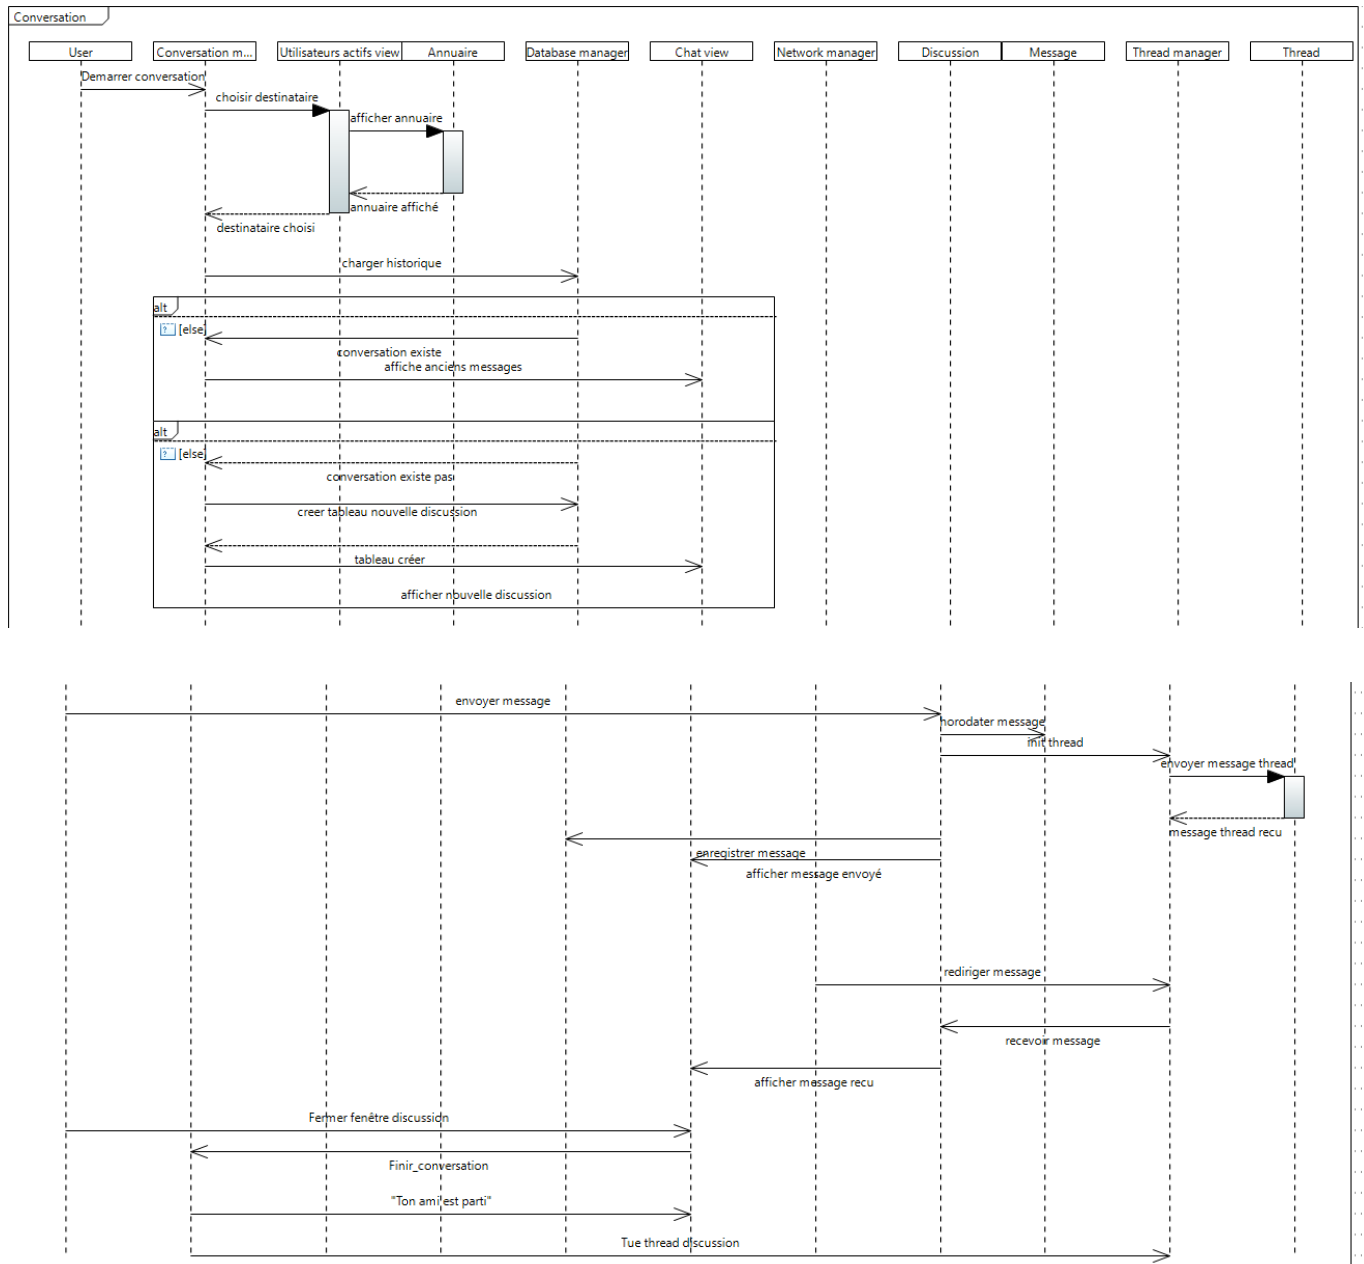 Conversation
User
Conversation m...
Utilisateurs actifs view
Annuaire
Database manager
Chat view
Network manager
Discussion
Message
Thread manager
Thread
Demarrer conversation
choisir destinataire
afficher annuaire
annuaire affiché
destinataire choisi
charger historique
alt
[else]
conversation existe
affiche anciens messages
alt
[else]
conversation existe pas
creer tableau nouvelle discussion
tableau créer
afficher nouvelle discussion
envoyer message
horodater message
init thread
envoyer message thread
message thread recu
enregistrer message
afficher message envoyé
rediriger message
recevoir message
afficher message recu
Fermer fenêtre discussion
Finir_conversation
"Ton ami est parti"
Tue thread discussion